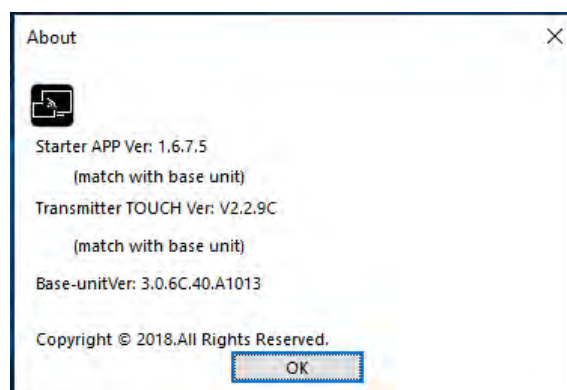 About
Starter APP Ver: 1.6.7.5
(match with base unit)
Transmitter TOUCH Ver: V2.2.9C
(match with base unit)
Base-unitVer: 3.0.6C.40.A1013
Copyright © 2018.All Rights Reserved.
OK